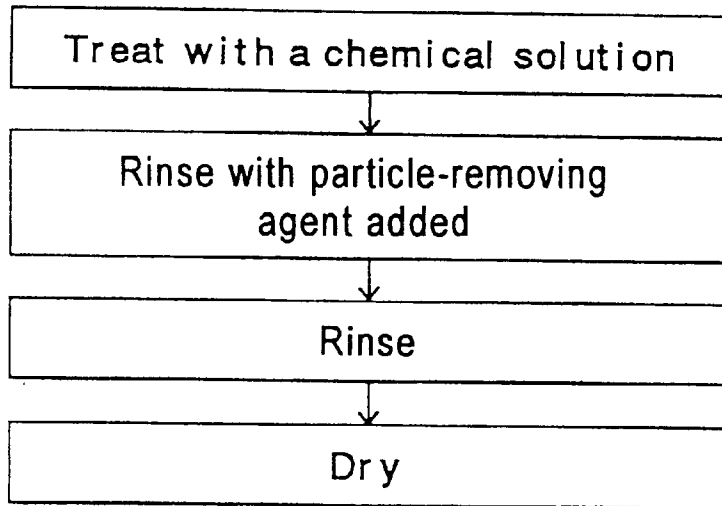 Treat with a chemical solution
Rinse with particle-removing
agent added
Rinse
Dry